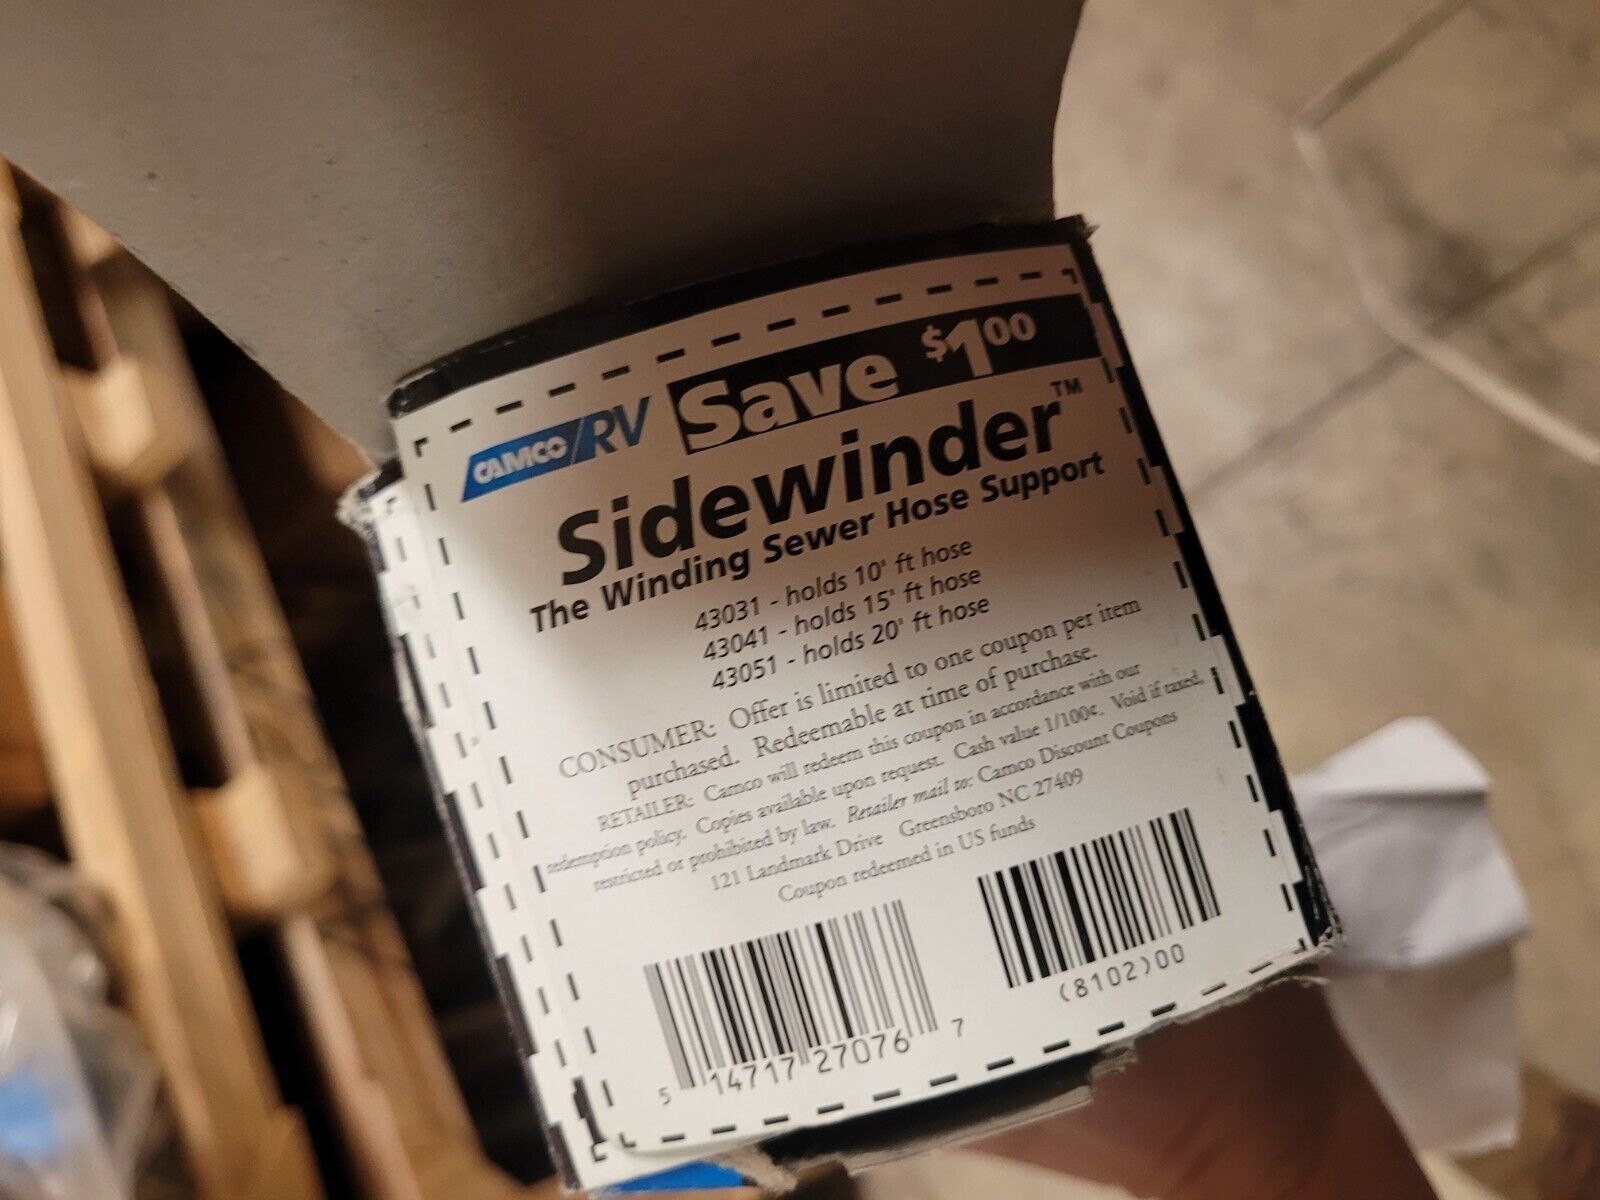 CAMCO/RV Save $1.00
Sidewinder™
The Winding Sewer Hose Support
43031 - holds 10' ft hose
43041 - holds 15' ft hose
43051 - holds 20' ft hose
CONSUMER: Offer is limited to one coupon per item
purchased. Redeemable at time of purchase.
RETAILER: Camco will redeem this coupon in accordance with our
redemption policy. Copies available upon request. Cash value 1/100¢. Void if taxed,
restricted or prohibited by law. Retailer mail to: Camco Discount Coupons
121 Landmark Drive Greensboro NC 27409
Coupon redeemed in US funds
5 14717 27076 7
(8102)00